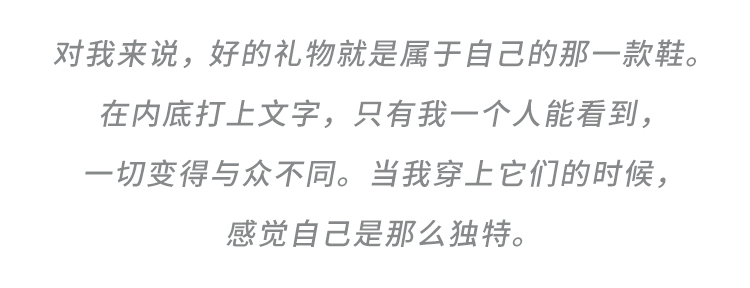 对我来说，好的礼物就是属于自己的那一款鞋。
在内底打上文字，只有我一个人能看到，
一切变得与众不同。当我穿上它们的时候，
感觉自己是那么独特。